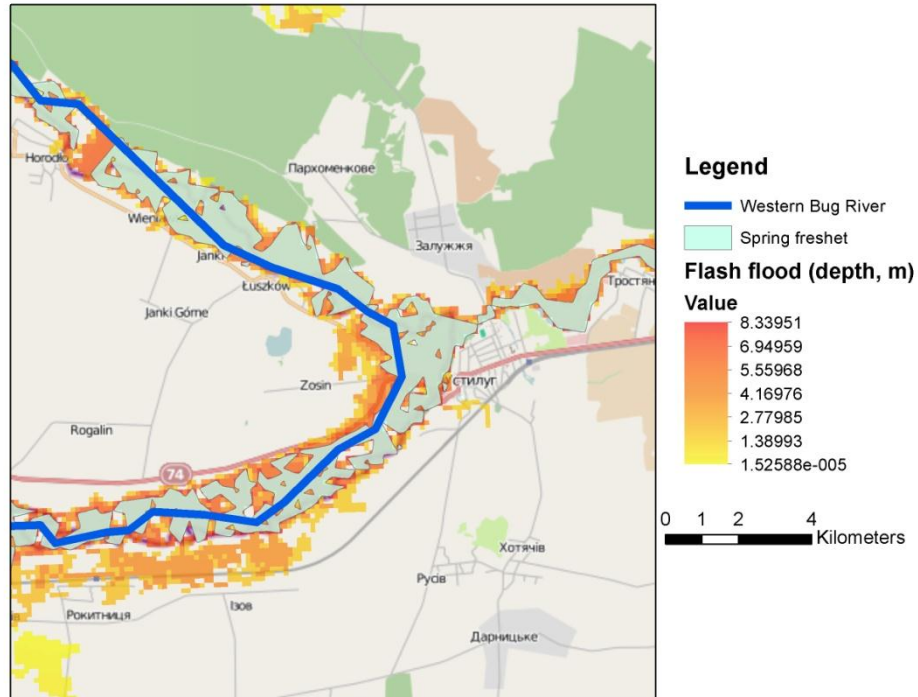 Horodło
Пархоменкове
Залужжя
Тростян
Łuszków
Janki Górne
Zosin
СТИЛУГ
Rogalin
74
Хотячів
Русів
Рокитниця
Ізов
Дарницьке
Legend
Western Bug River
Spring freshet
Flash flood (depth, m)
Value
8.33951
6.94959
5.55968
4.16976
2.77985
1.38993
1.52588e-005
0 1 2 4
Kilometers